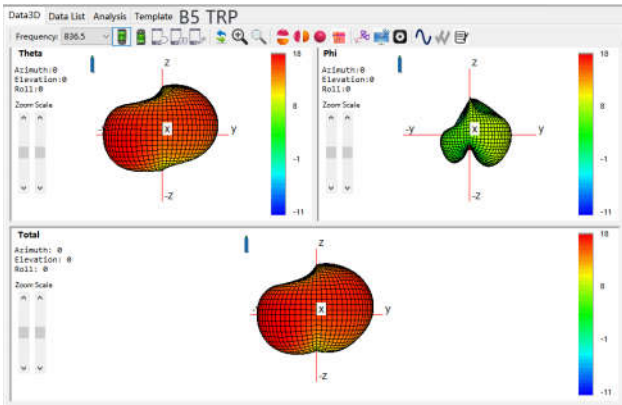 Data3D Data List Analysis Template B5 TRP
Frequency: 836.5
Theta
Azimuth:0
Elevation:0
Roll:0
Zoom Scale
z
y
x
-z
18
8
-1
-11
Phi
Azimuth:0
Elevation:0
Roll:0
Zoom Scale
z
-y
y
x
-z
18
8
-1
-11
Total
Azimuth: 0
Elevation: 0
Roll: 0
Zoom Scale
z
y
x
-z
18
8
-1
-11